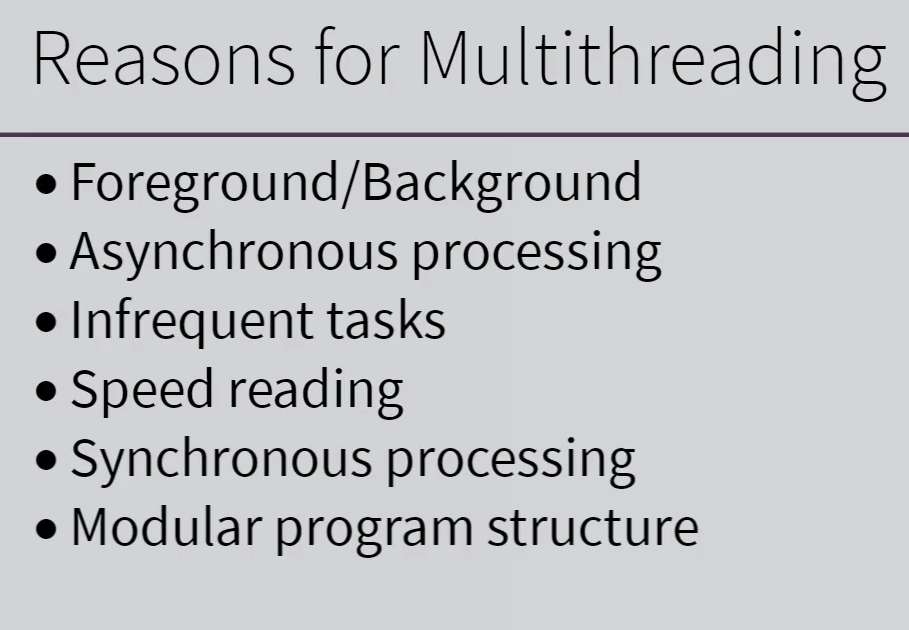 Reasons for Multithreading
• Foreground/Background
• Asynchronous processing
• Infrequent tasks
• Speed reading
• Synchronous processing
• Modular program structure